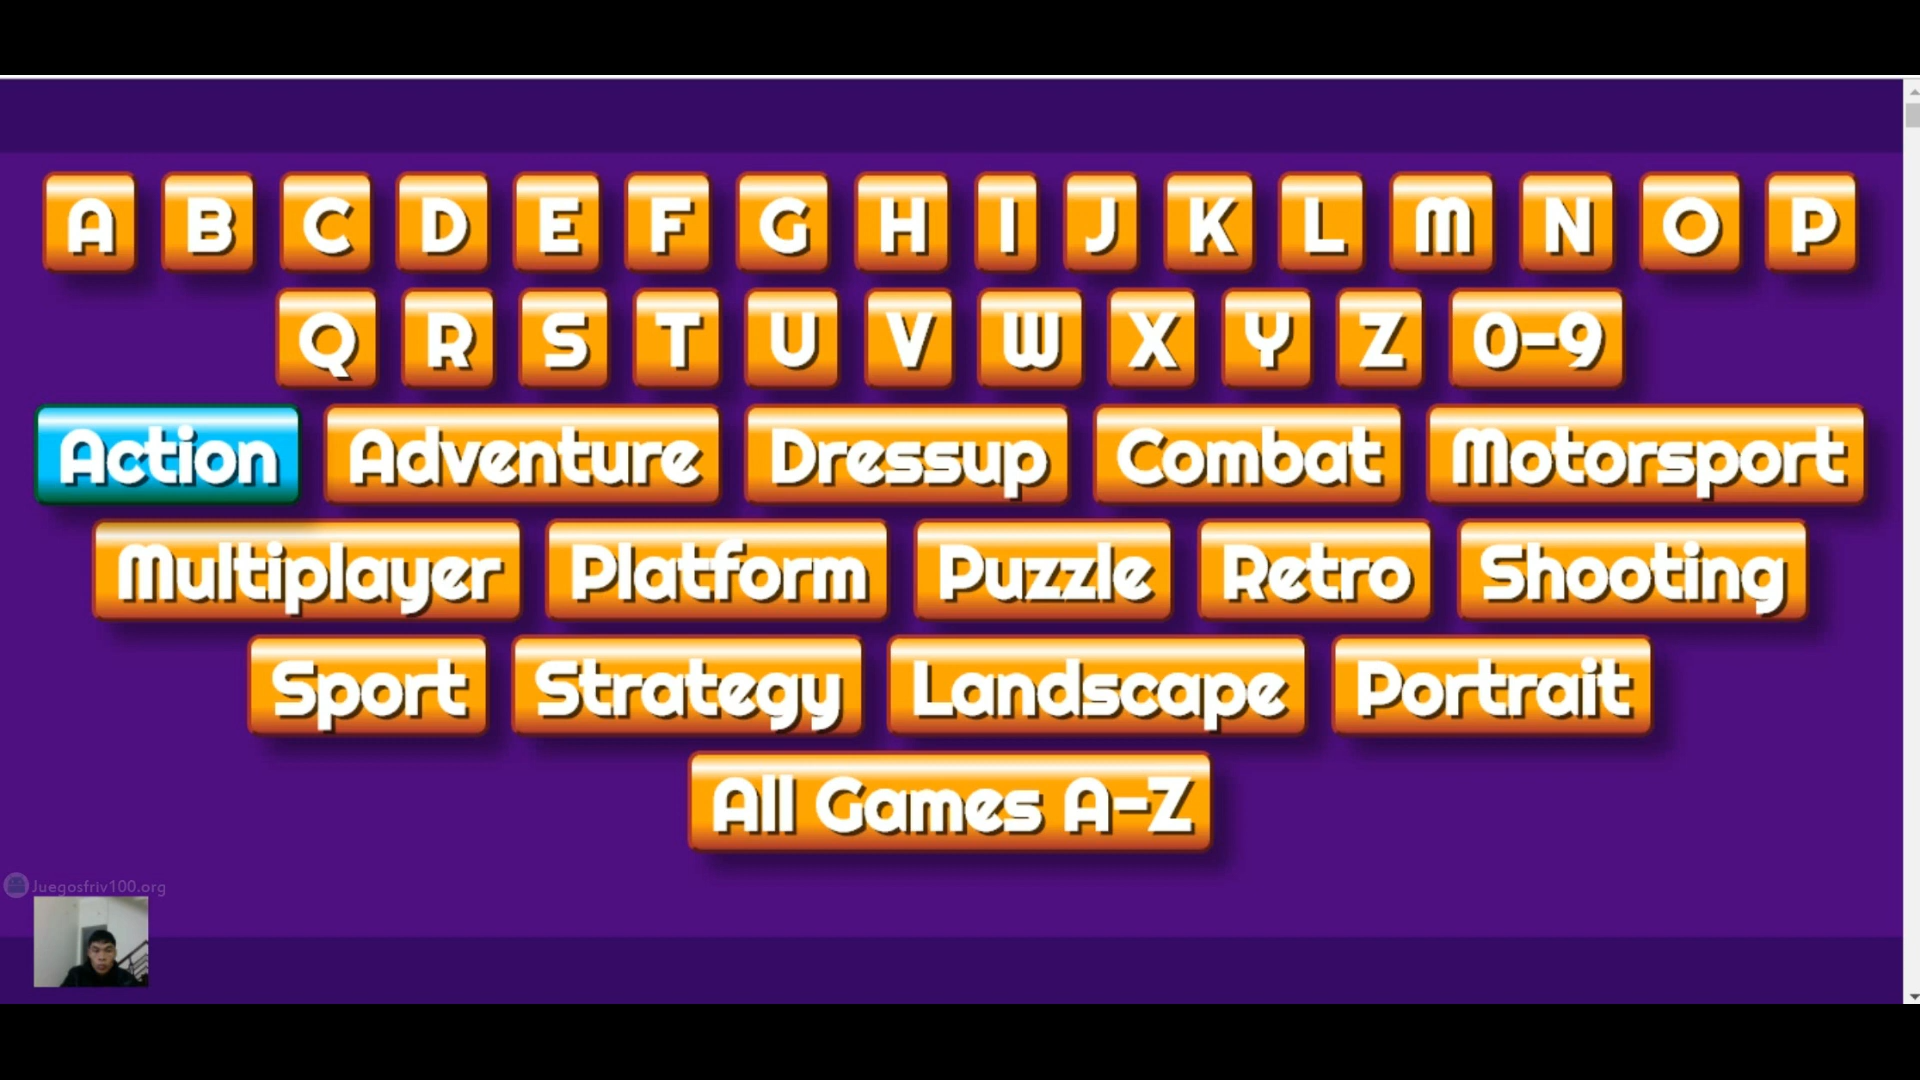 A B C D E F G H I J K L M N O P
Q R S T U V W X Y Z 0-9
Action Adventure Dressup Combat Motorsport
Multiplayer Platform Puzzle Retro Shooting
Sport Strategy Landscape Portrait
All Games A-Z
Juegosfriv100.org